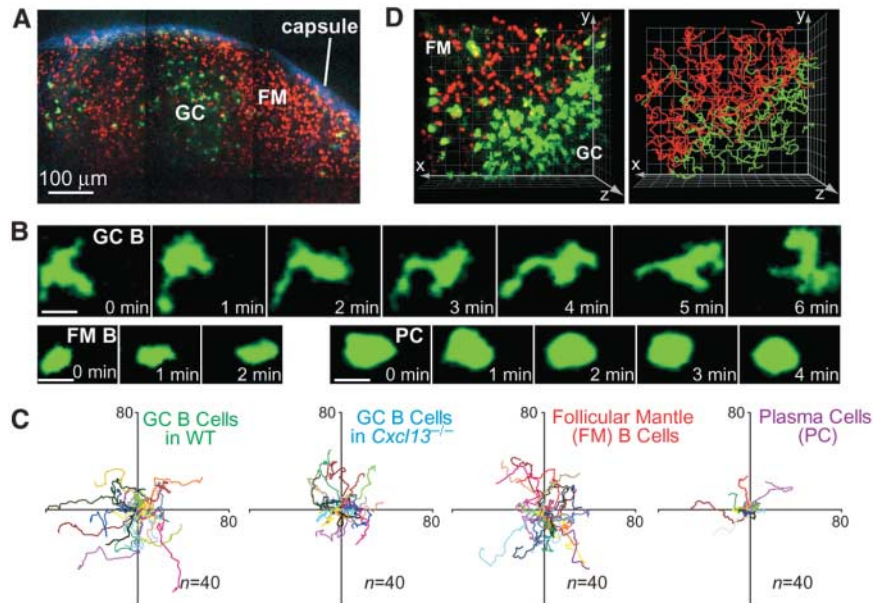 A
capsule
GC
FM
100 μm
D
FM
GC
y
x
z
y
x
z
B
GC B
0 min
1 min
2 min
3 min
4 min
5 min
6 min
FM B
0 min
1 min
2 min
PC
0 min
1 min
2 min
3 min
4 min
C
80
GC B Cells
in WT
80
n=40
80
GC B Cells
in Cxcl13–/–
80
n=40
80
Follicular Mantle
(FM) B Cells
80
n=40
80
Plasma Cells
(PC)
80
n=40